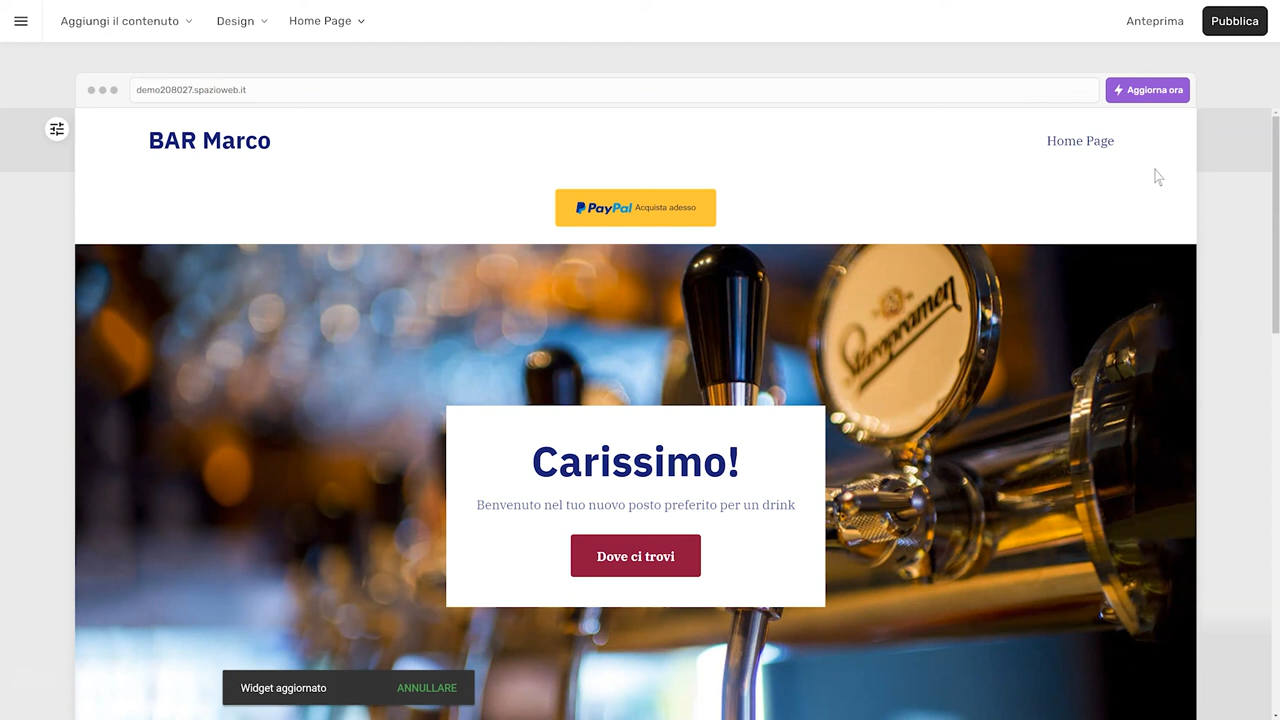 Aggiungi il contenuto Design Home Page Anteprima Pubblica
demo208027.spazioweb.it Aggiorna ora
BAR Marco Home Page
PayPal Acquista adesso
Staropramen
Carissimo!
Benvenuto nel tuo nuovo posto preferito per un drink
Dove ci trovi
Widget aggiornato ANNULLARE